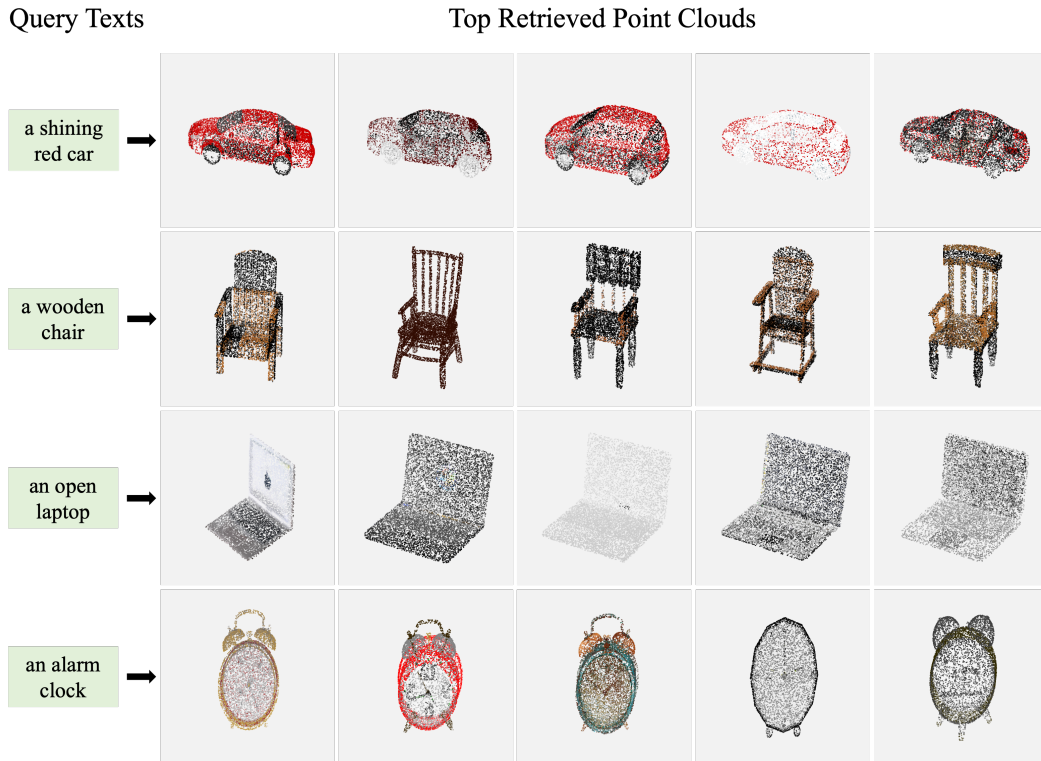 Query Texts
Top Retrieved Point Clouds
a shining
red car
a wooden
chair
an open
laptop
an alarm
clock